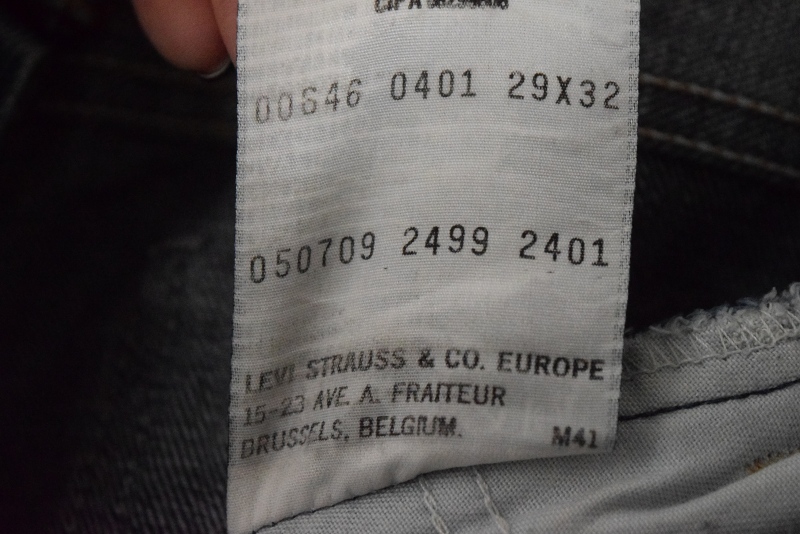 00646 0401 29X32
050709 2499 2401
LEVI STRAUSS & CO. EUROPE
15-23 AVE. A. FRAITEUR
BRUSSELS, BELGIUM.
M41